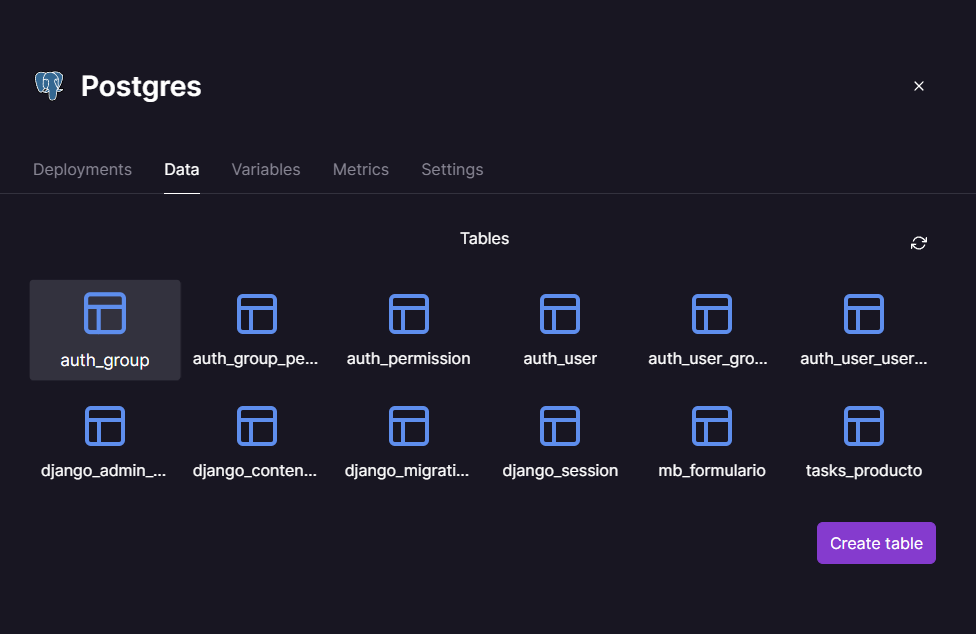 Postgres
Deployments Data Variables Metrics Settings
Tables
auth_group auth_group_pe... auth_permission auth_user auth_user_gro... auth_user_user...
django_admin_... django_conten... django_migrati... django_session mb_formulario tasks_producto
Create table